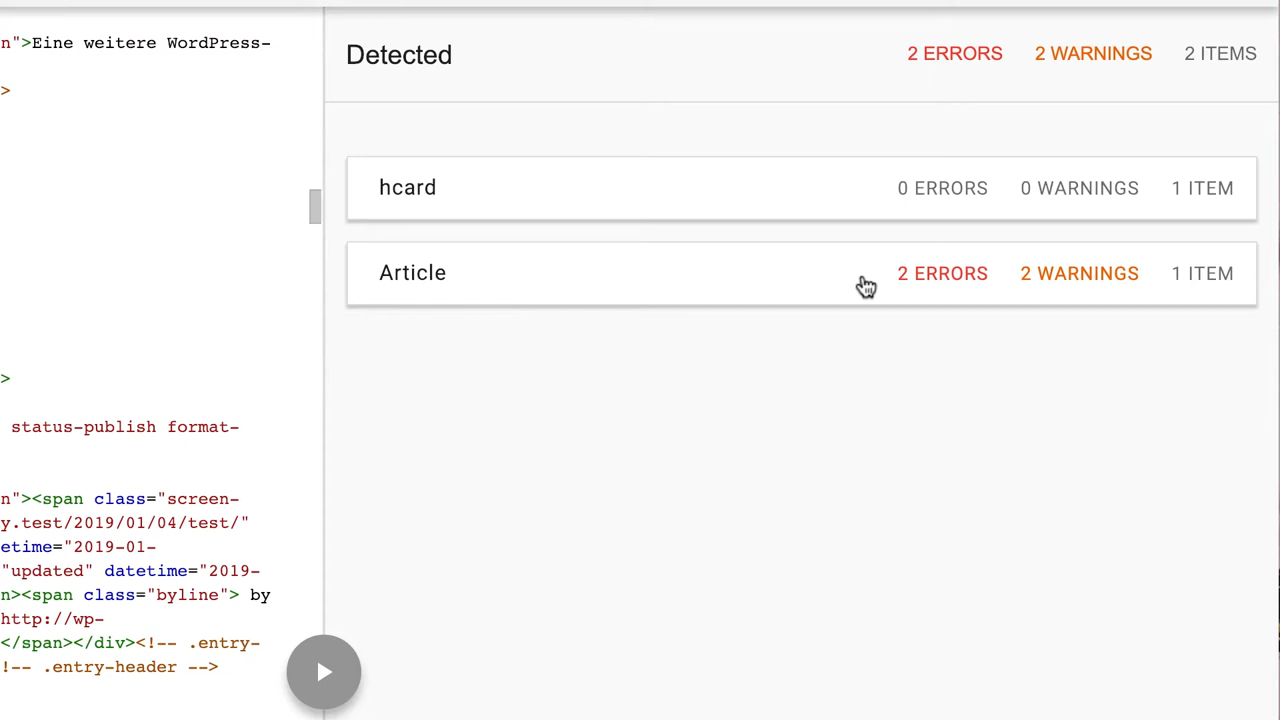 n">Eine weitere WordPress-
>
>
status-publish format-
n"><span class="screen-
y.test/2019/01/04/test/"
etime="2019-01-
"updated" datetime="2019-
n><span class="byline"> by
http://wp-
</span></div><!-- .entry-
!-- .entry-header -->
Detected 2 ERRORS 2 WARNINGS 2 ITEMS
hcard 0 ERRORS 0 WARNINGS 1 ITEM
Article 2 ERRORS 2 WARNINGS 1 ITEM